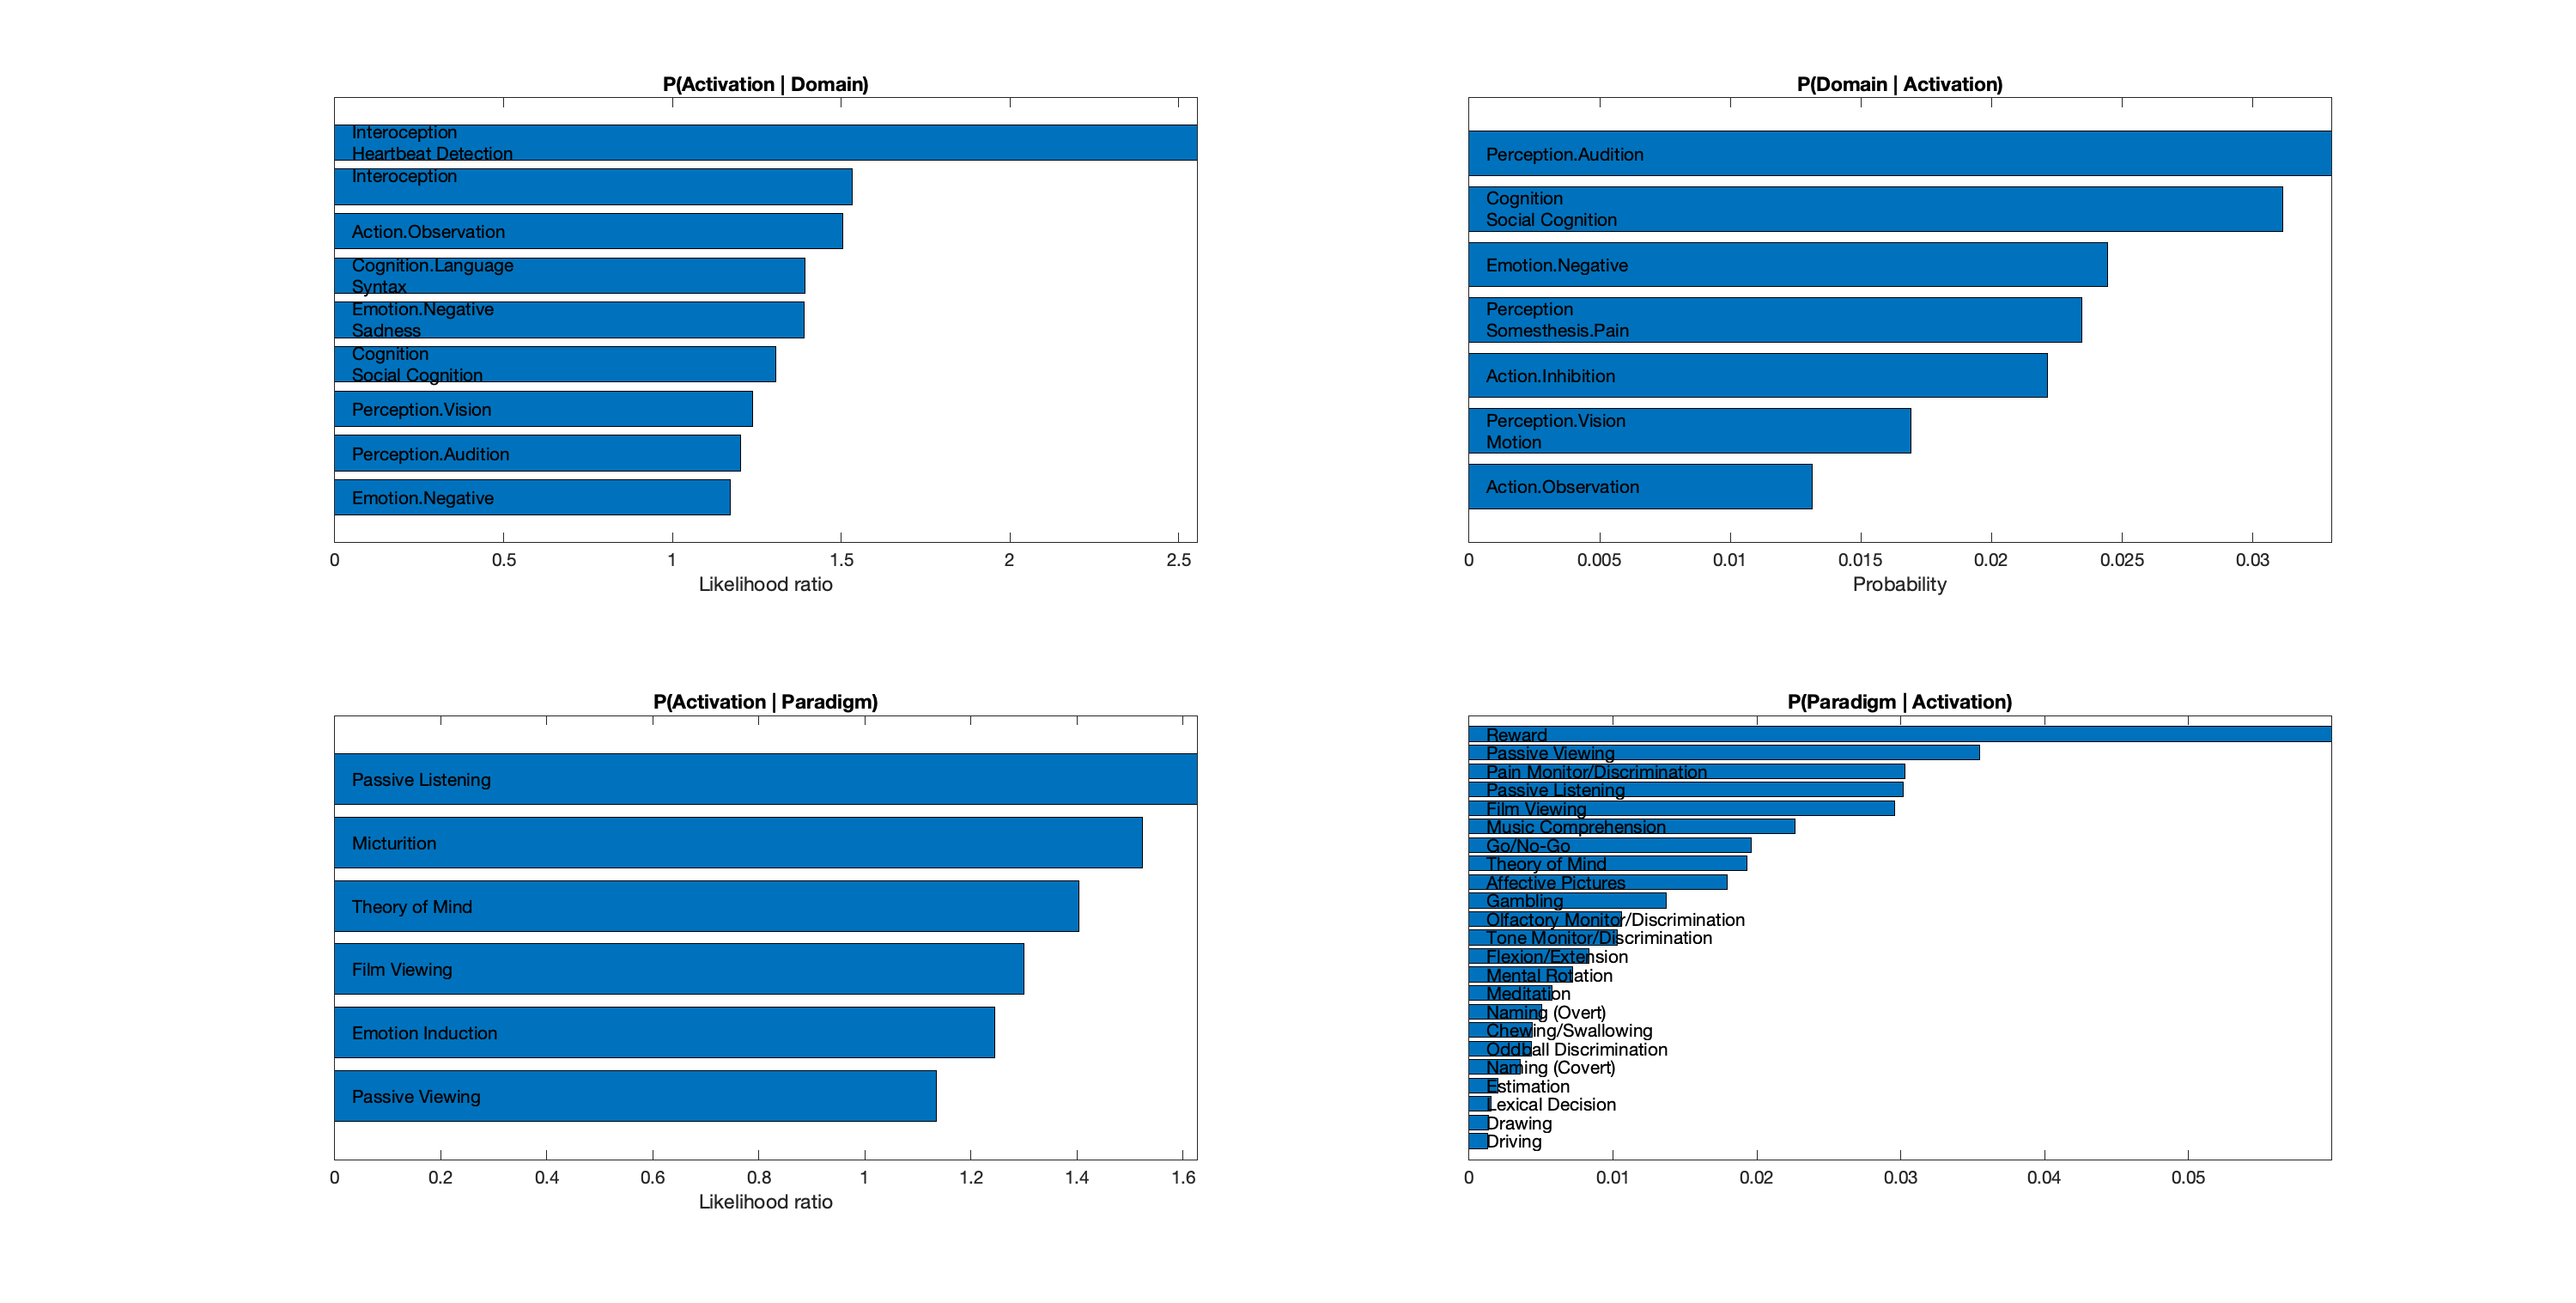 P(Activation | Domain)
Interoception
Heartbeat Detection
Interoception
Action.Observation
Cognition.Language
Syntax
Emotion.Negative
Sadness
Cognition
Social Cognition
Perception.Vision
Perception.Audition
Emotion.Negative
0 0.5 1 1.5 2 2.5
Likelihood ratio
P(Domain | Activation)
Perception.Audition
Cognition
Social Cognition
Emotion.Negative
Perception
Somesthesis.Pain
Action.Inhibition
Perception.Vision
Motion
Action.Observation
0 0.005 0.01 0.015 0.02 0.025 0.03
Probability
P(Activation | Paradigm)
Passive Listening
Micturition
Theory of Mind
Film Viewing
Emotion Induction
Passive Viewing
0 0.2 0.4 0.6 0.8 1 1.2 1.4 1.6
Likelihood ratio
P(Paradigm | Activation)
Reward
Passive Viewing
Pain Monitor/Discrimination
Passive Listening
Film Viewing
Music Comprehension
Go/No-Go
Theory of Mind
Affective Pictures
Gambling
Olfactory Monitor/Discrimination
Tone Monitor/Discrimination
Flexion/Extension
Mental Rotation
Meditation
Naming (Overt)
Chewing/Swallowing
Oddball Discrimination
Naming (Covert)
Estimation
Lexical Decision
Drawing
Driving
0 0.01 0.02 0.03 0.04 0.05